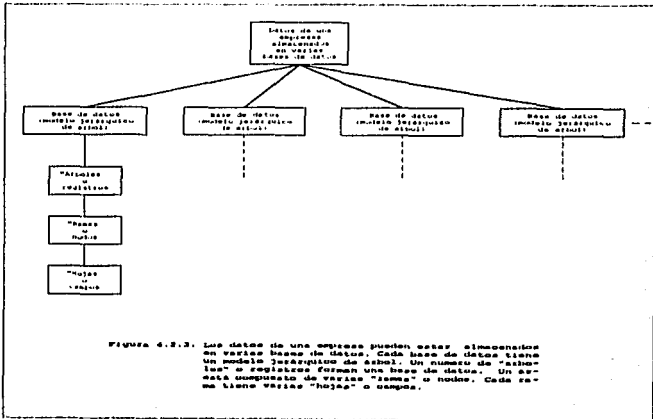 Datos de una
empresa
almacenados
en varias
bases de datos
Base de datos
(modelo jerárquico
de árbol)
Base de datos
(modelo jerárquico
de árbol)
Base de datos
(modelo jerárquico
de árbol)
Base de datos
(modelo jerárquico
de árbol)
"Árboles
o
registros
"Ramas
o
nodos
"Hojas
o
campos
Figura 4.2.3. Los datos de una empresa pueden estar almacenados
en varias bases de datos. Cada base de datos tiene
un modelo jerárquico de árbol. Un número de "árbo-
les" o registros forman una base de datos. Un ár-
está compuesto de varias "ramas" o nodos. Cada ra-
ma tiene varias "hojas" o campos.